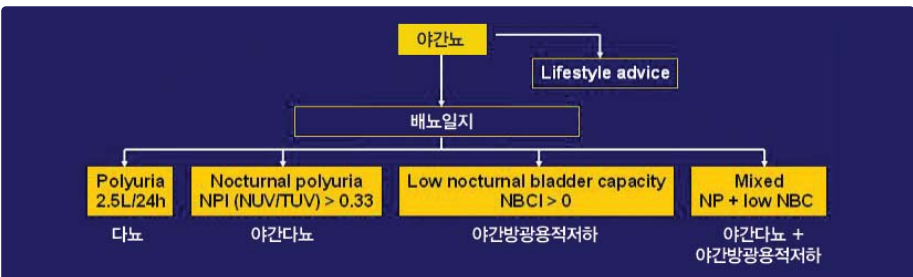 야간뇨
Lifestyle advice
배뇨일지
Polyuria
2.5L/24h
다뇨
Nocturnal polyuria
NPI (NUV/TUV) > 0.33
야간다뇨
Low nocturnal bladder capacity
NBCI > 0
야간방광용적저하
Mixed
NP + low NBC
야간다뇨 +
야간방광용적저하